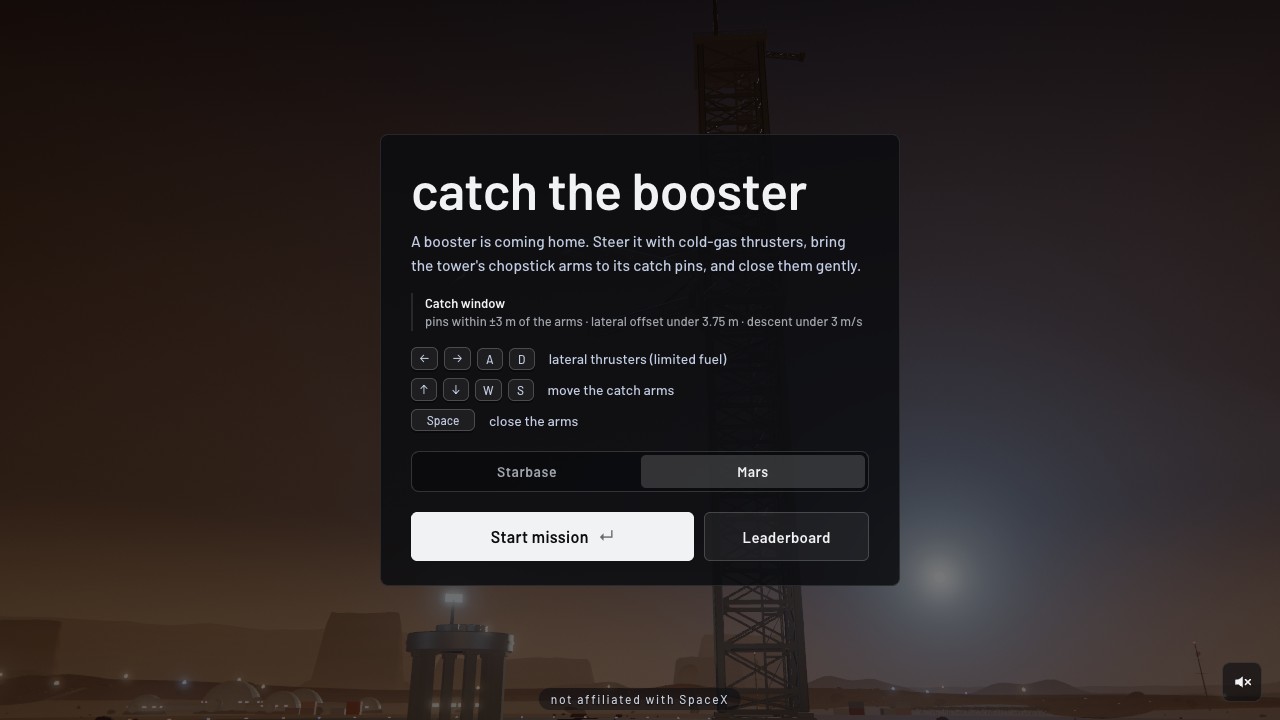 catch the booster
A booster is coming home. Steer it with cold-gas thrusters, bring
the tower's chopstick arms to its catch pins, and close them gently.
Catch window
pins within ±3 m of the arms · lateral offset under 3.75 m · descent under 3 m/s
← → A D lateral thrusters (limited fuel)
↑ ↓ W S move the catch arms
Space close the arms
Starbase Mars
Start mission ↵ Leaderboard
not affiliated with SpaceX